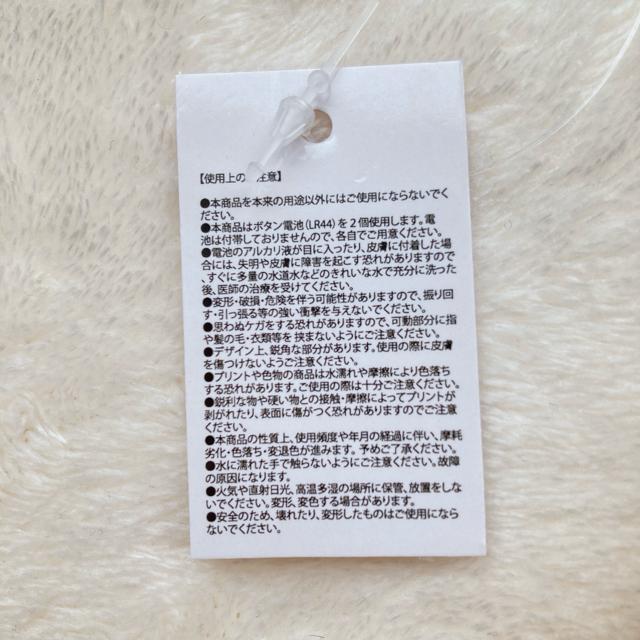 【使用上の 注意】
●本商品を本来の用途以外にはご使用にならないでく
ださい。
●本商品はボタン電池(LR44)を2個使用します。電
池は付帯しておりませんので、各自でご用意ください。
●電池のアルカリ液が目に入ったり、皮膚に付着した場
合には、失明や皮膚に障害を起こす恐れがありますので
、すぐに多量の水道水などのきれいな水で充分に洗った
後、医師の治療を受けてください。
●変形・破損・危険を伴う可能性がありますので、振り回
す・引っ張る等の強い衝撃を与えないでください。
●思わぬケガをする恐れがありますので、可動部分に指
や髪の毛・衣類等を 挟まないようにご注意ください。
●デザイン上、鋭角な部分があります。使用の際に皮膚
を傷つけないようご注意ください。
●プリントや色物の商品は水濡れや摩擦により色落ち
する恐れがあります。ご使用の際は十分ご注意ください。
●鋭利な物や硬い物との接触・摩擦によってプリントが
剥がれたり、表面に傷がつく恐れがありますのでご注意
ください。
●本商品の性質上、使用頻度や年月の経過に伴い、摩耗
劣化・色落ち・変退色が進みます。予めご了承ください。
●水に濡れた手で触らないようにご注意ください。故障
の原因になります。
●火気や直射日光、高温多湿の場所に保管、放置をしな
いでください。変形、変色する場合があります。
●安全のため、壊れたり、変形したものはご使用になら
ないでください。